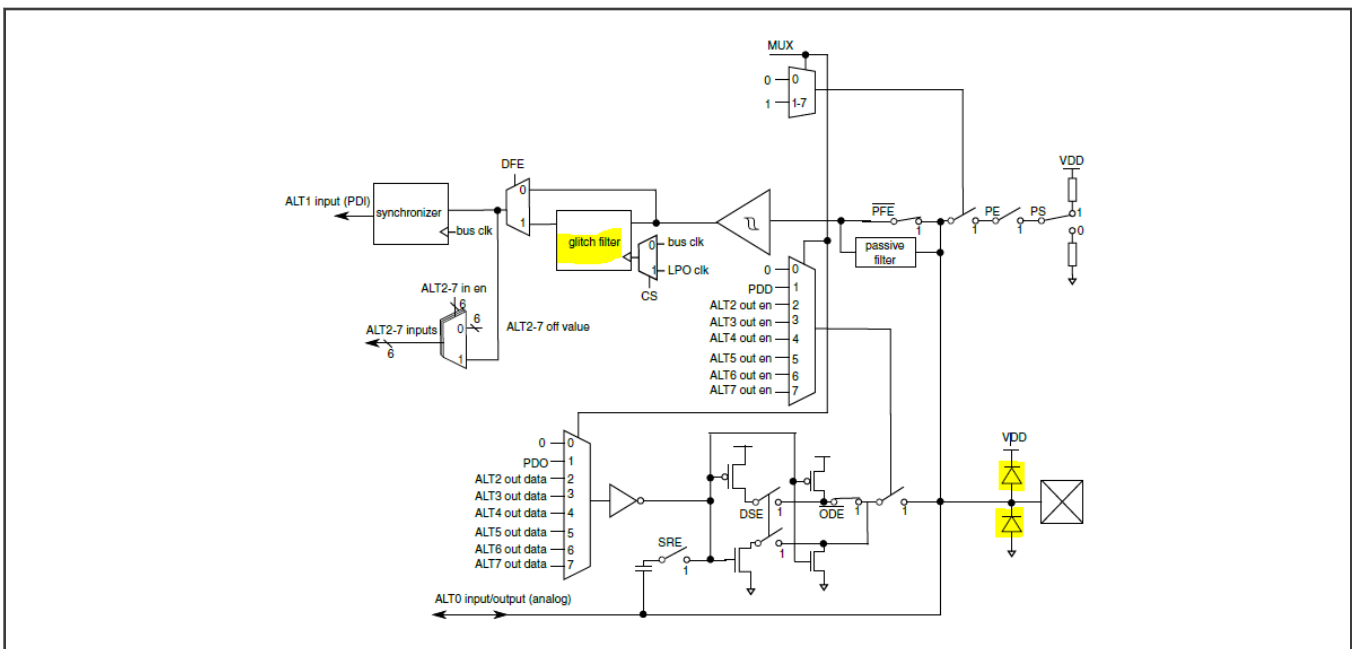 MUX
0
0
1
1-7
VDD
DFE
ALT1 input (PDI)
synchronizer
bus clk
0
1
glitch filter
0
bus clk
1
LPO clk
CS
PFE
1
passive
filter
PE
1
PS
1
1
0
ALT2-7 in en
6
ALT2-7 inputs
6
0
6
1
ALT2-7 off value
0
0
PDD
1
ALT2 out en
2
ALT3 out en
3
ALT4 out en
4
ALT5 out en
5
ALT6 out en
6
ALT7 out en
7
0
0
PDO
1
ALT2 out data
2
ALT3 out data
3
ALT4 out data
4
ALT5 out data
5
ALT6 out data
6
ALT7 out data
7
SRE
1
DSE
1
1
ODE
1
1
VDD
ALT0 input/output (analog)